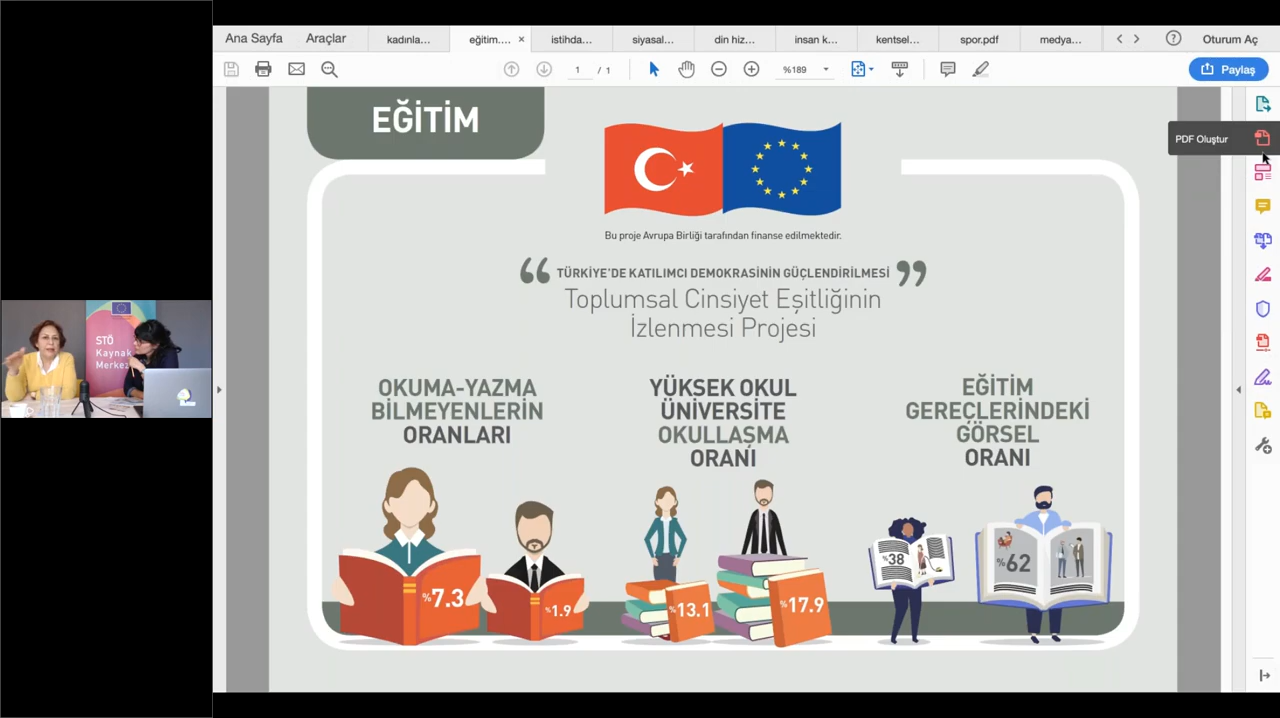 Ana Sayfa
Araçlar
kadınla...
eğitim....
istihda...
siyasal...
din hiz...
insan k...
kentsel...
spor.pdf
medya...
Oturum Aç
1 / 1
%189
Paylaş
PDF Oluştur
EĞİTİM
Bu proje Avrupa Birliği tarafından finanse edilmektedir.
“ TÜRKİYE'DE KATILIMCI DEMOKRASİNİN GÜÇLENDİRİLMESİ ”
Toplumsal Cinsiyet Eşitliğinin
İzlenmesi Projesi
STÖ
Kaynak
Merkez
OKUMA-YAZMA
BİLMEYENLERİN
ORANLARI
YÜKSEK OKUL
ÜNİVERSİTE
OKULLAŞMA
ORANI
EĞİTİM
GEREÇLERİNDEKİ
GÖRSEL
ORANI
%7.3
%1.9
%13.1
%17.9
%38
%62